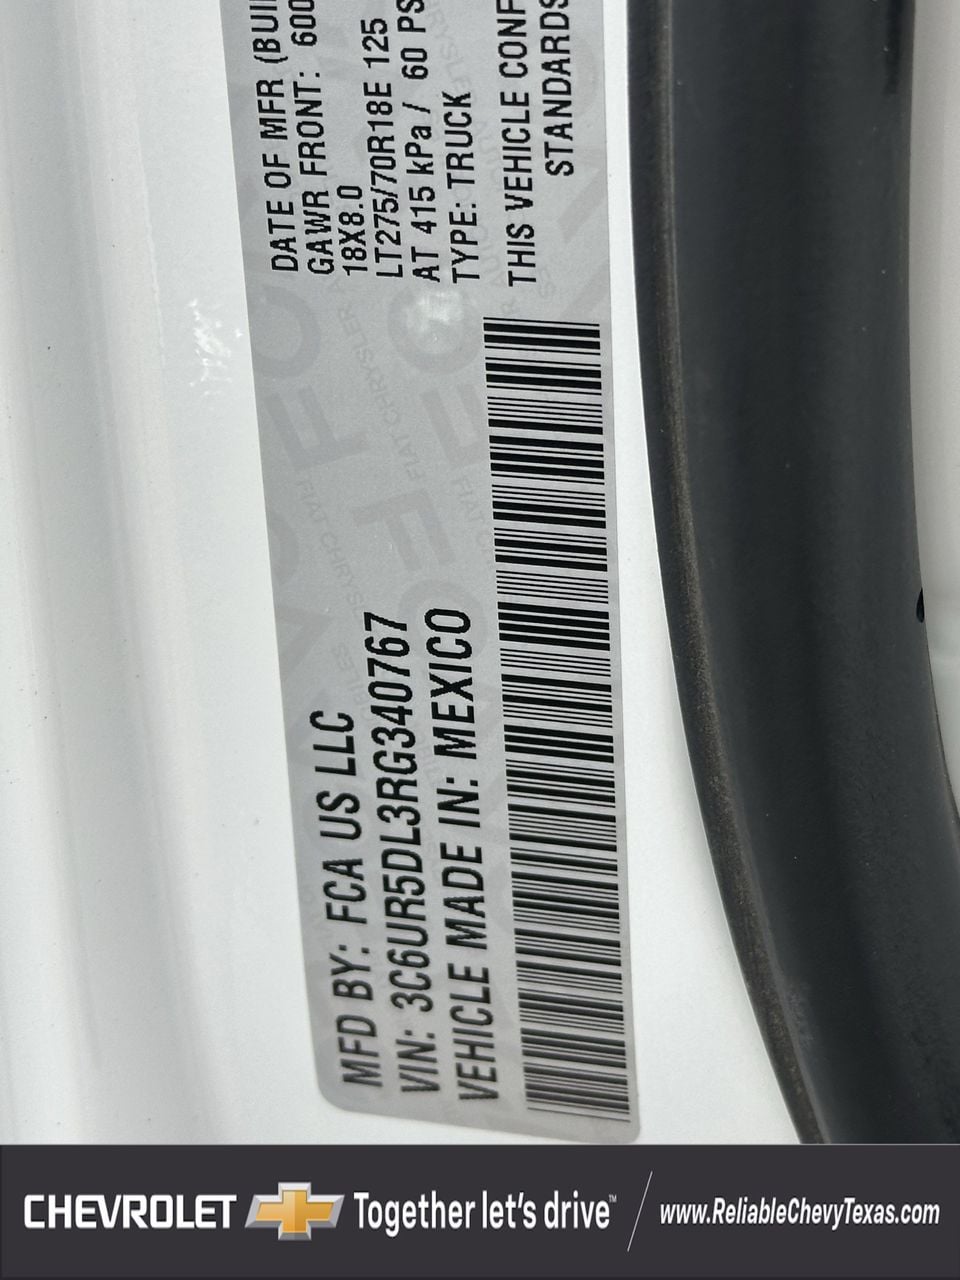 MFD BY: FCA US LLC
VIN: 3C6UR5DL3RG340767
VEHICLE MADE IN: MEXICO
DATE OF MFR (BUI
GAWR FRONT: 600
18X8.0
LT275/70R18E 125
AT 415 kPa / 60 PS
TYPE: TRUCK
THIS VEHICLE CONF
STANDARDS
CHEVROLET Together let's drive™ / www.ReliableChevyTexas.com